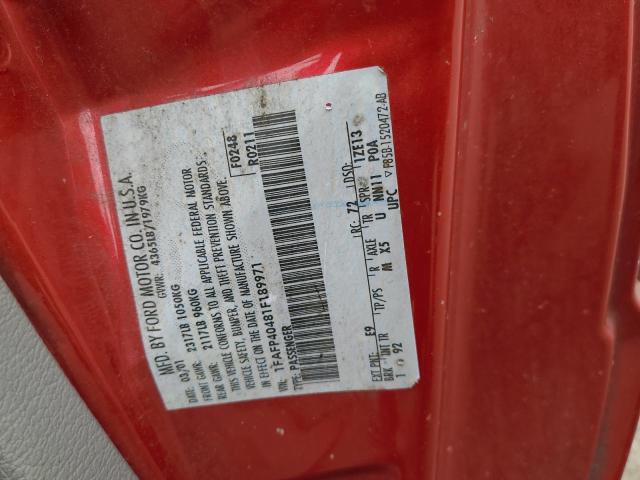 MFD. BY FORD MOTOR CO. IN U.S.A.
DATE: 03/01 GVWR: 4365LB/1979KG
FRONT GAWR: 2317LB 1050KG
REAR GAWR: 2117LB 960KG
THIS VEHICLE CONFORMS TO ALL APPLICABLE FEDERAL MOTOR
VEHICLE SAFETY, BUMPER, AND THEFT PREVENTION STANDARDS
IN EFFECT ON THE DATE OF MANUFACTURE SHOWN ABOVE.
VIN: 1FAFP40481F189971 F0248
TYPE: PASSENGER R0211
EXT PNT: E9 RC: 72 DSO:
BRK INT TR TP/PS R AXLE TR SPR 1ZE13
1 92 M X5 U NN11 POA
UPC F85B-1520472-AB